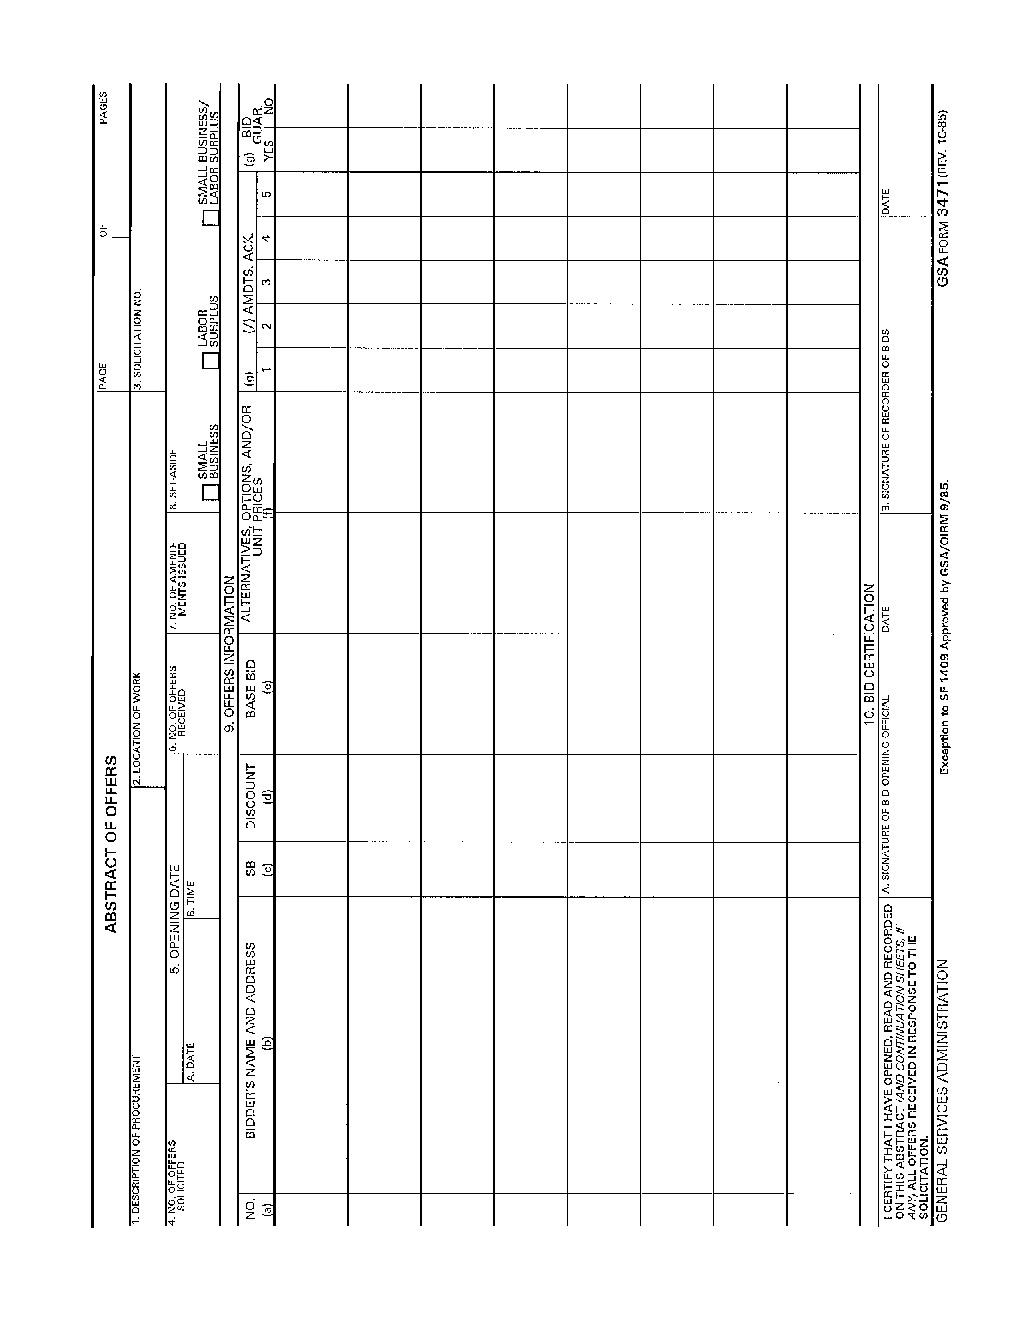 ABSTRACT OF OFFERS
PAGE OF PAGES
1. DESCRIPTION OF PROCUREMENT
2. LOCATION OF WORK
3. SOLICITATION NO.
4. NO. OF OFFERS
SOLICITED
5. OPENING DATE
A. DATE
B. TIME
6. NO. OF OFFERS
RECEIVED
7. NO. OF AMEND-
MENTS ISSUED
8. SET-ASIDE
SMALL
BUSINESS
LABOR
SURPLUS
SMALL BUSINESS/
LABOR SURPLUS
9. OFFERS INFORMATION
NO.
(a)
BIDDER'S NAME AND ADDRESS
(b)
SB
(c)
DISCOUNT
(d)
BASE BID
(e)
ALTERNATIVES, OPTIONS, AND/OR
UNIT PRICES
(f)
(g) (√) AMDTS. ACK.
1 2 3 4 5
(g) BID
GUAR.
YES NO
10. BID CERTIFICATION
I CERTIFY THAT I HAVE OPENED, READ AND RECORDED
ON THIS ABSTRACT (AND CONTINUATION SHEETS, IF
ANY) ALL OFFERS RECEIVED IN RESPONSE TO THE
SOLICITATION.
A. SIGNATURE OF BID OPENING OFFICIAL
DATE
B. SIGNATURE OF RECORDER OF BIDS
DATE
GENERAL SERVICES ADMINISTRATION
Exception to SF 1409 Approved by GSA/OIRM 9/85.
GSA FORM 3471 (REV. 10-85)